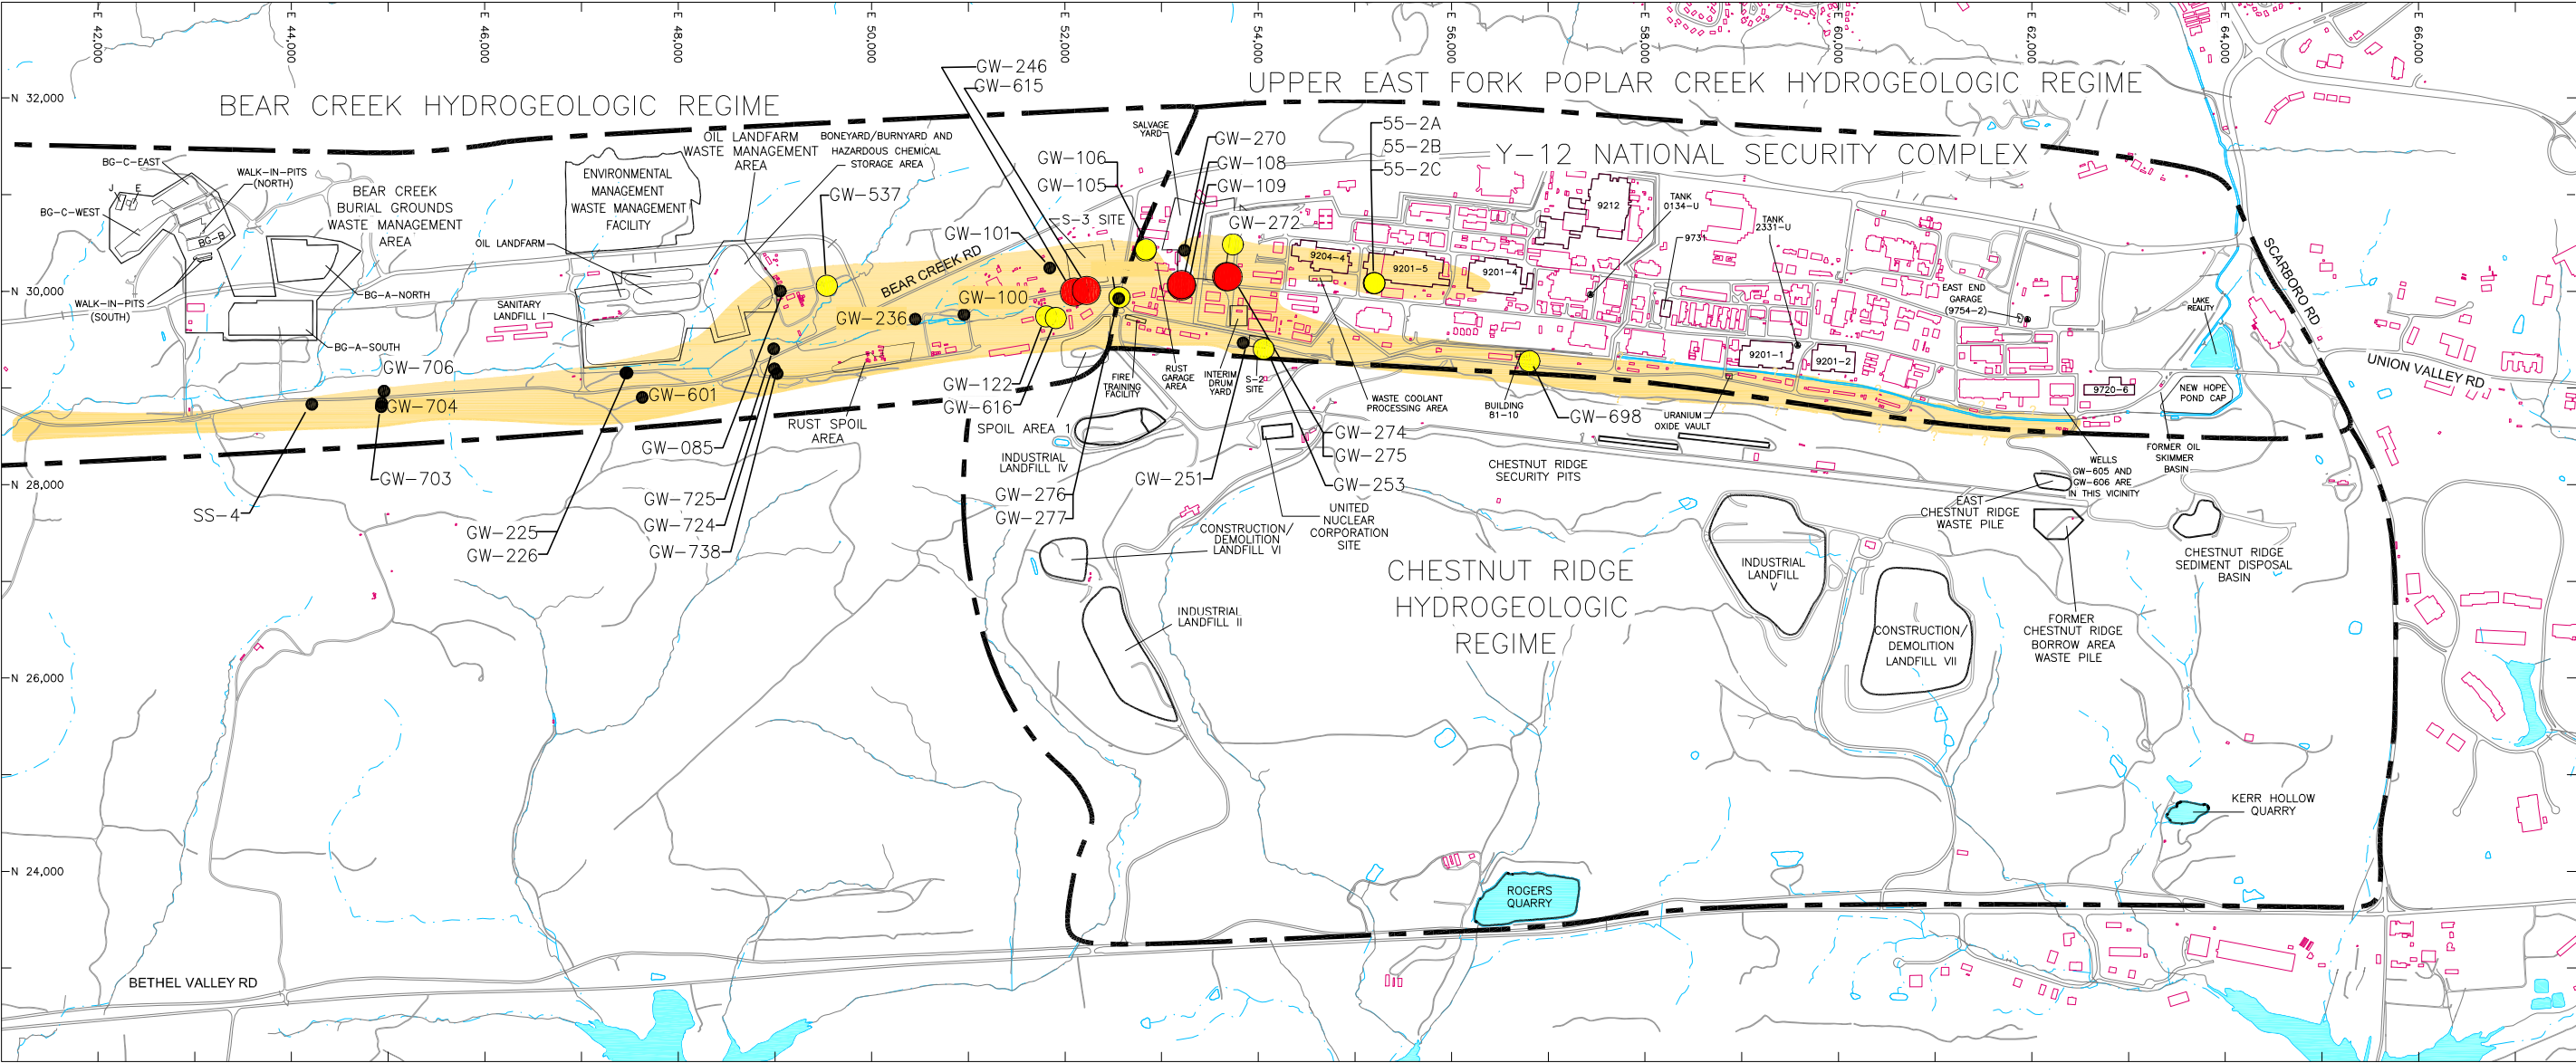 E 42,000
E 44,000
E 46,000
E 48,000
E 50,000
E 52,000
E 54,000
E 56,000
E 58,000
E 60,000
E 62,000
E 64,000
E 66,000
N 32,000
N 30,000
N 28,000
N 26,000
N 24,000
BEAR CREEK HYDROGEOLOGIC REGIME
UPPER EAST FORK POPLAR CREEK HYDROGEOLOGIC REGIME
Y-12 NATIONAL SECURITY COMPLEX
CHESTNUT RIDGE
HYDROGEOLOGIC
REGIME
BG-C-EAST
J
E
BG-C-WEST
WALK-IN-PITS
(NORTH)
BG-B
WALK-IN-PITS
(SOUTH)
BEAR CREEK
BURIAL GROUNDS
WASTE MANAGEMENT
AREA
BG-A-NORTH
BG-A-SOUTH
OIL LANDFARM
SANITARY
LANDFILL I
ENVIRONMENTAL
MANAGEMENT
WASTE MANAGEMENT
FACILITY
OIL LANDFARM
WASTE MANAGEMENT
AREA
BONEYARD/BURNYARD AND
HAZARDOUS CHEMICAL
STORAGE AREA
GW-537
GW-246
GW-615
GW-106
GW-105
S-3 SITE
GW-101
BEAR CREEK RD
GW-100
GW-236
GW-122
GW-616
SALVAGE
YARD
GW-270
GW-108
GW-109
GW-272
55-2A
55-2B
55-2C
9204-4
9201-5
9201-4
9212
TANK
0134-U
9731
TANK
2331-U
EAST END
GARAGE
(9754-2)
LAKE
REALITY
SCARBORO RD
UNION VALLEY RD
9201-1
9201-2
9720-6
NEW HOPE
POND CAP
GW-706
GW-704
GW-703
SS-4
GW-601
GW-225
GW-226
GW-085
GW-725
GW-724
GW-738
RUST SPOIL
AREA
SPOIL AREA 1
FIRE
TRAINING
FACILITY
RUST
GARAGE
AREA
INTERIM
DRUM
YARD
S-2
SITE
WASTE COOLANT
PROCESSING AREA
BUILDING
81-10
GW-698
URANIUM
OXIDE VAULT
GW-274
GW-275
GW-253
GW-251
GW-276
GW-277
INDUSTRIAL
LANDFILL IV
UNITED
NUCLEAR
CORPORATION
SITE
CONSTRUCTION/
DEMOLITION
LANDFILL VI
INDUSTRIAL
LANDFILL II
CHESTNUT RIDGE
SECURITY PITS
INDUSTRIAL
LANDFILL
V
CONSTRUCTION/
DEMOLITION
LANDFILL VII
EAST
CHESTNUT RIDGE
WASTE PILE
FORMER
CHESTNUT RIDGE
BORROW AREA
WASTE PILE
WELLS
GW-605 AND
GW-606 ARE
IN THIS VICINITY
FORMER OIL
SKIMMER
BASIN
CHESTNUT RIDGE
SEDIMENT DISPOSAL
BASIN
KERR HOLLOW
QUARRY
ROGERS
QUARRY
BETHEL VALLEY RD